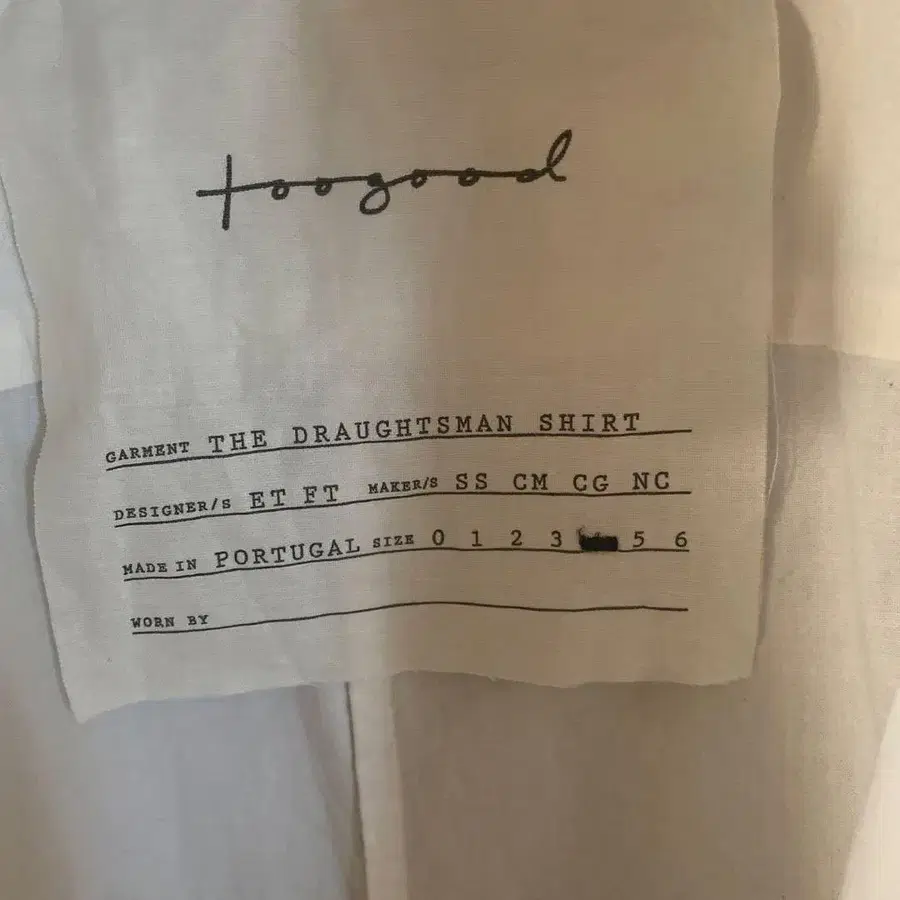 toogood
GARMENT THE DRAUGHTSMAN SHIRT
DESIGNER/S ET FT MAKER/S SS CM CG NC
MADE IN PORTUGAL SIZE 0 1 2 3 5 6
WORN BY